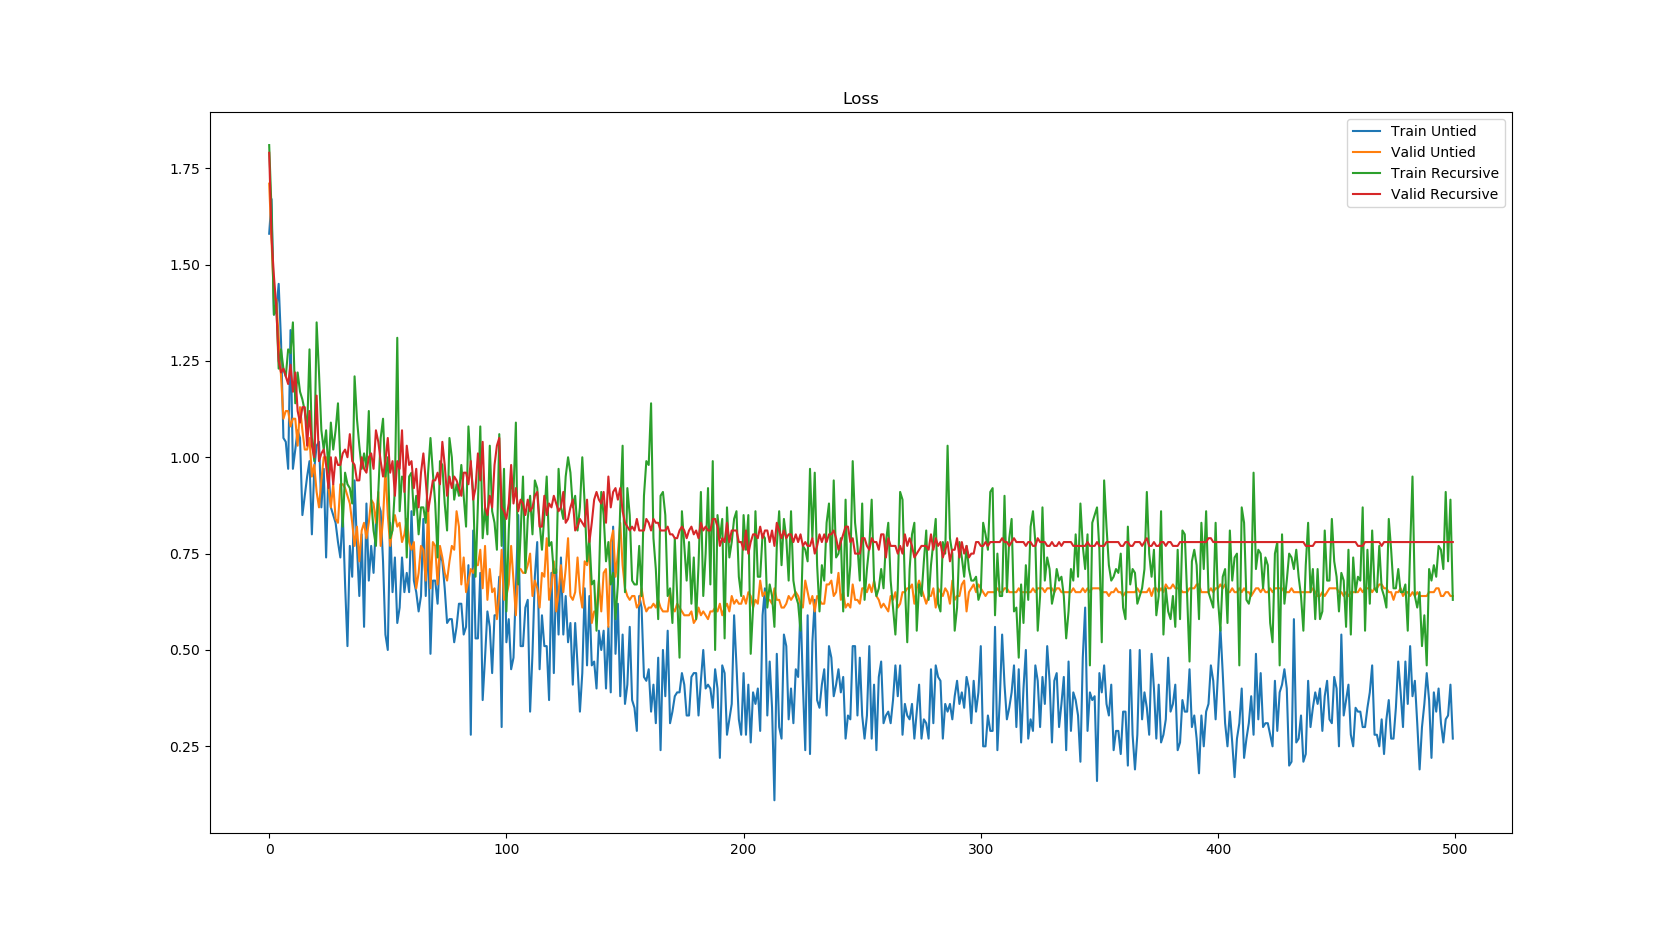 Loss
Train Untied
Valid Untied
Train Recursive
Valid Recursive
1.75
1.50
1.25
1.00
0.75
0.50
0.25
0 100 200 300 400 500